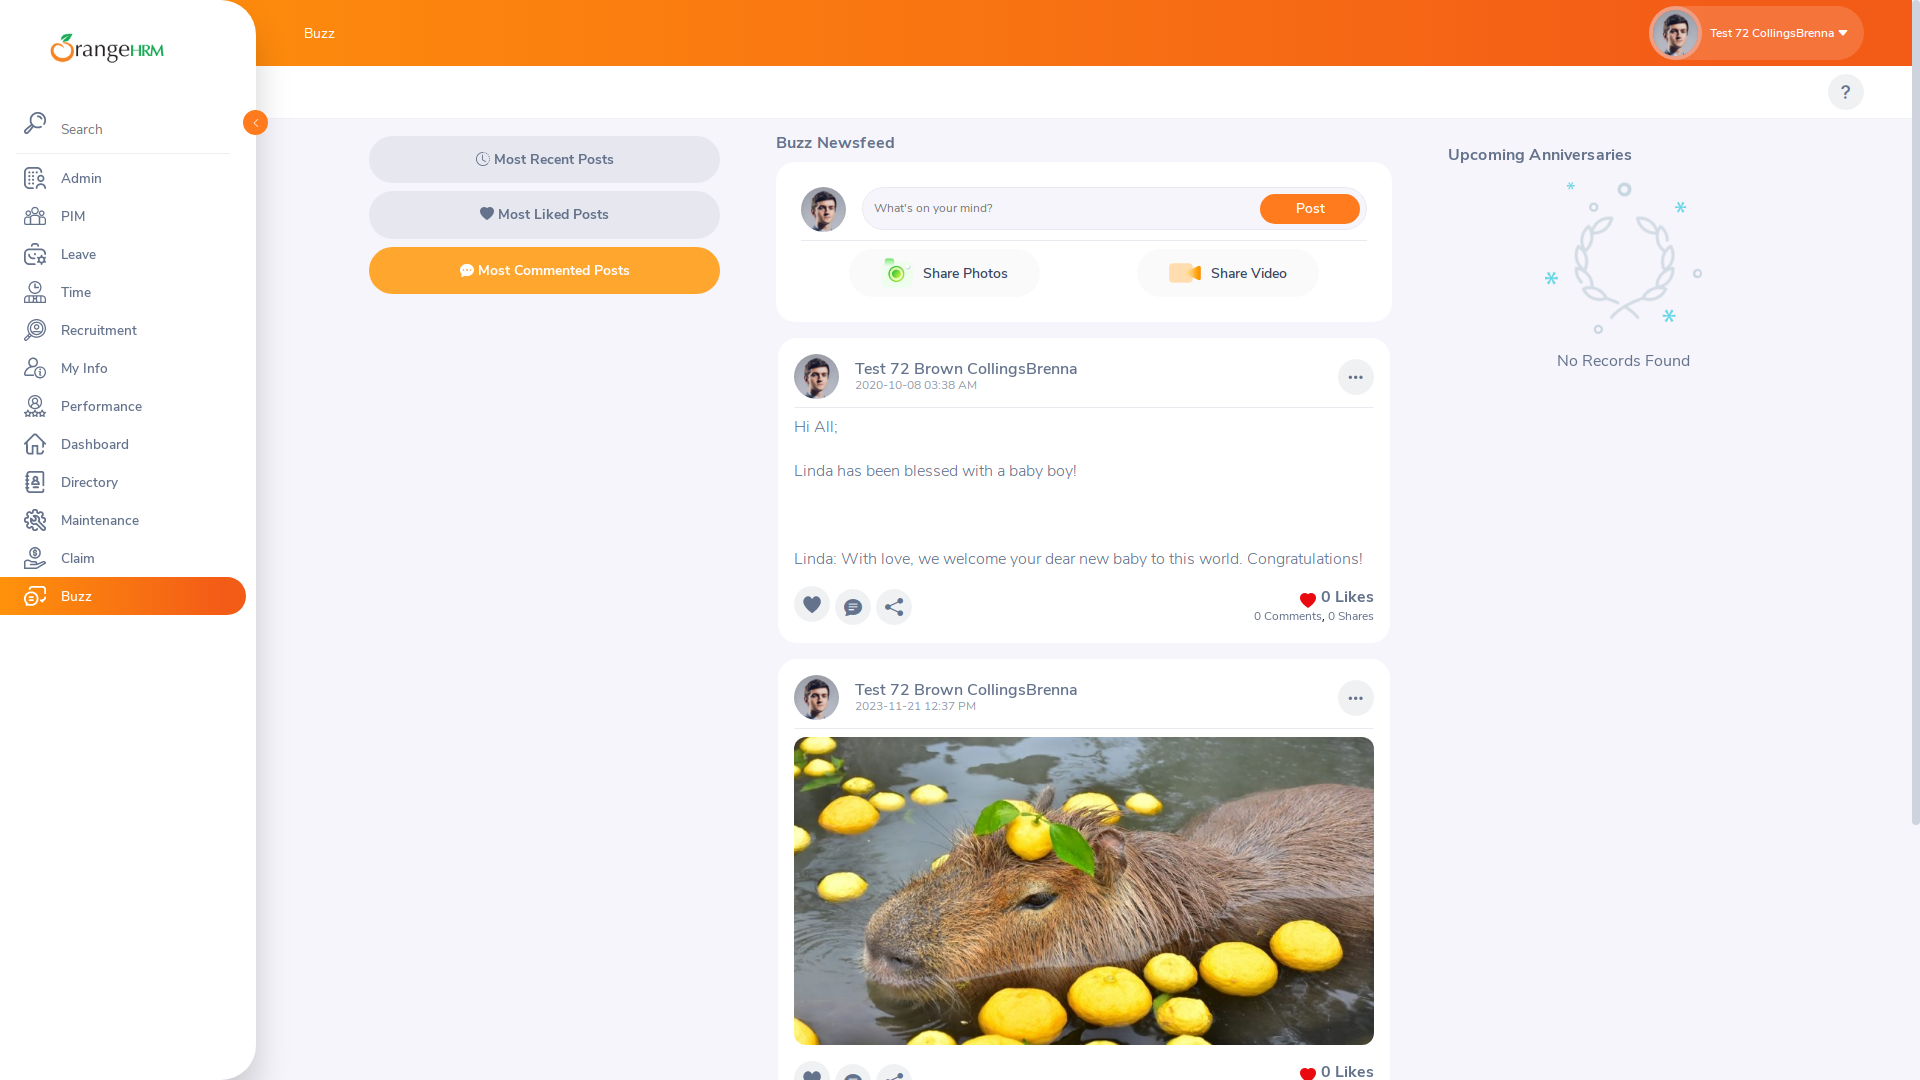 OrangeHRM
Search
Admin
PIM
Leave
Time
Recruitment
My Info
Performance
Dashboard
Directory
Maintenance
Claim
Buzz
Buzz
Test 72 CollingsBrenna
?
Most Recent Posts
Most Liked Posts
Most Commented Posts
Buzz Newsfeed
What's on your mind?
Post
Share Photos
Share Video
Test 72 Brown CollingsBrenna
2020-10-08 03:38 AM
Hi All;
Linda has been blessed with a baby boy!
Linda: With love, we welcome your dear new baby to this world. Congratulations!
0 Likes
0 Comments, 0 Shares
Test 72 Brown CollingsBrenna
2023-11-21 12:37 PM
0 Likes
Upcoming Anniversaries
No Records Found